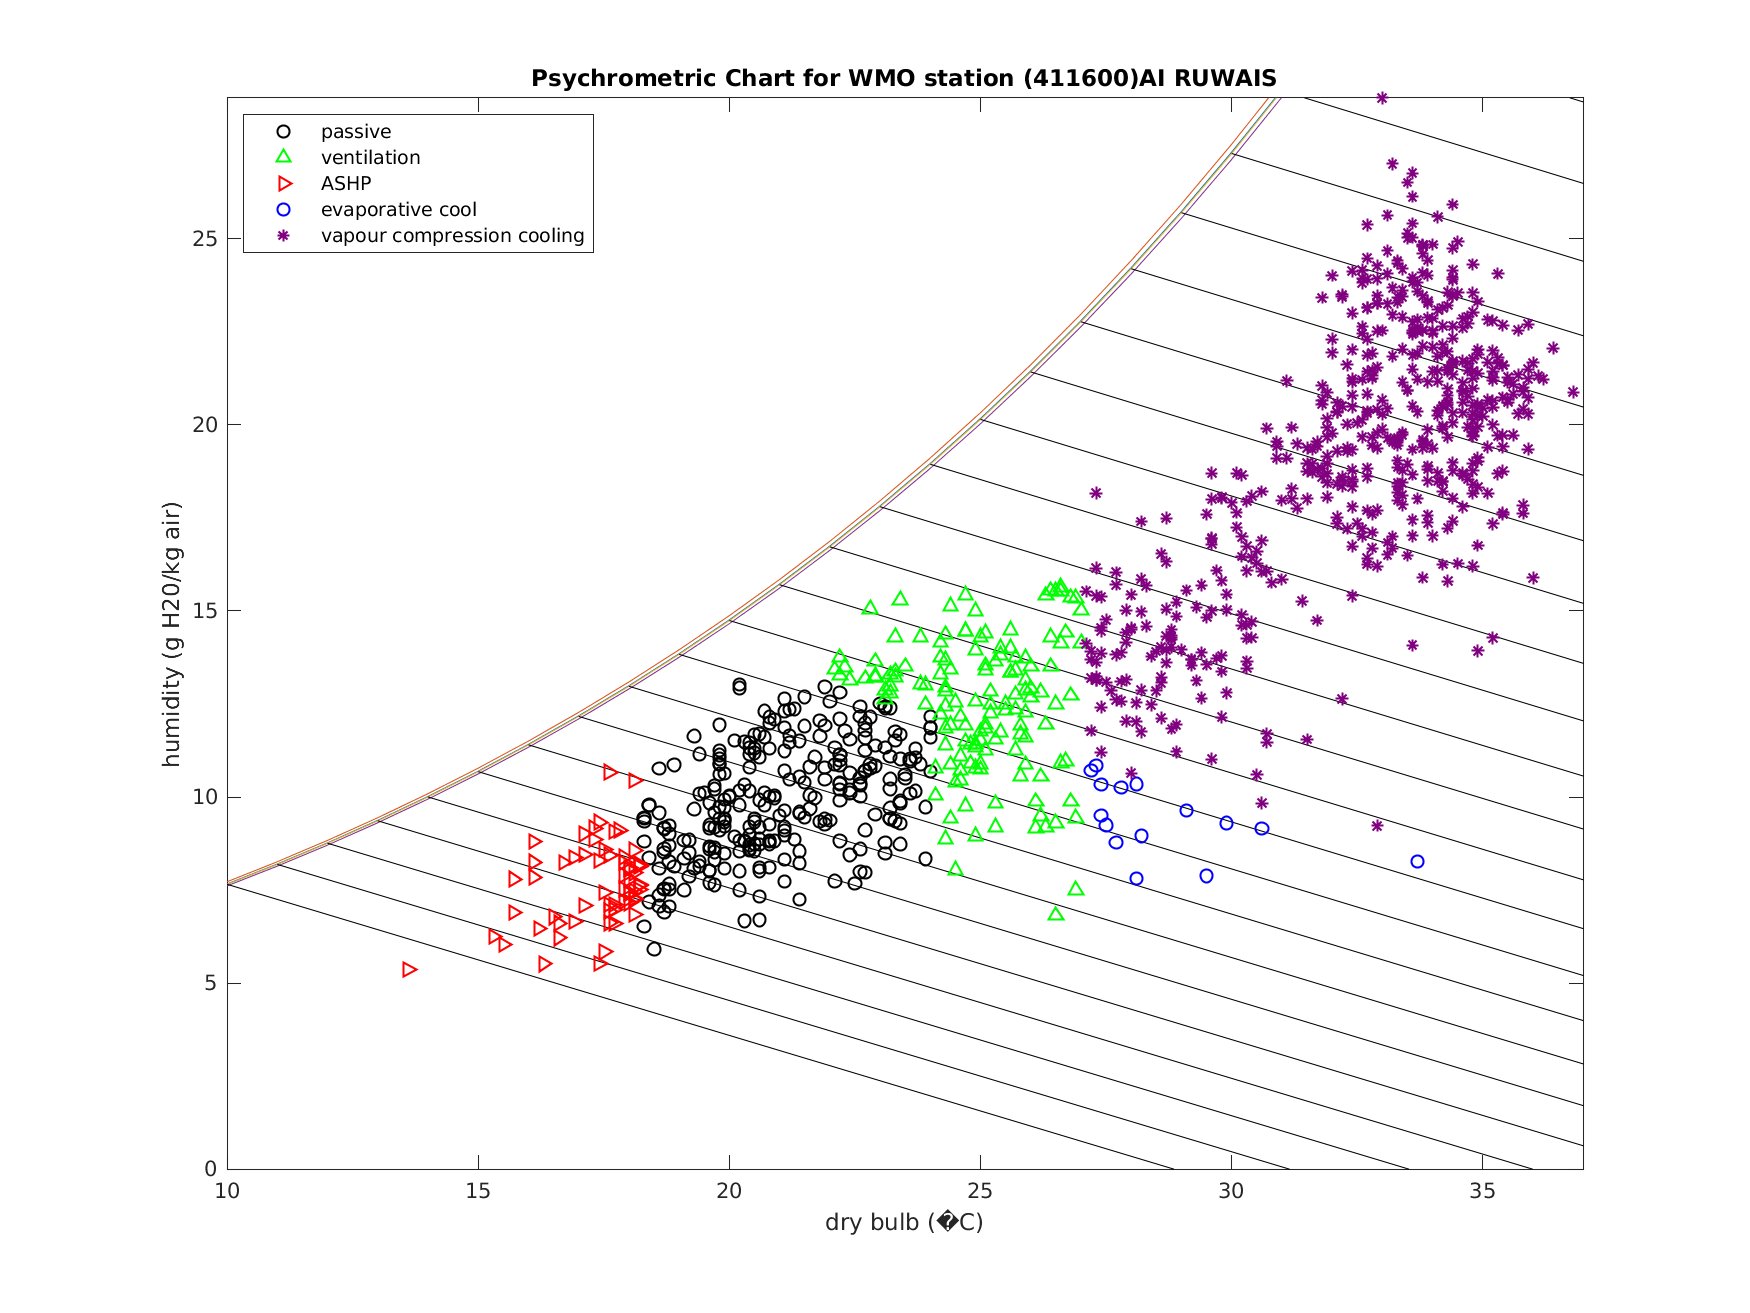 Psychrometric Chart for WMO station (411600)AI RUWAIS
passive
ventilation
ASHP
evaporative cool
vapour compression cooling
humidity (g H20/kg air)
25
20
15
10
5
0
10 15 20 25 30 35
dry bulb (�C)